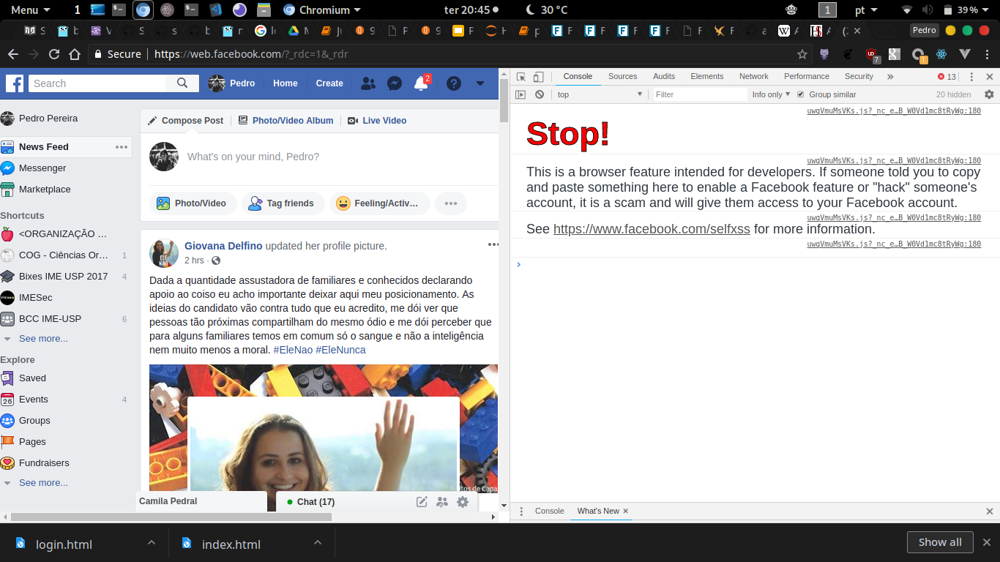 Menu 1 Chromium ter 20:45 30 °C 1 pt 39 %
Pedro
Secure https://web.facebook.com/?_rdc=1&_rdr 7 1
Search Pedro Home Create 2
Pedro Pereira
News Feed
Messenger
Marketplace
Shortcuts
<ORGANIZAÇÃO ...
COG - Ciências Or... 1
Bixes IME USP 2017 4
IMESec
BCC IME-USP 6
See more...
Explore
Saved
Events 4
Groups
Pages
Fundraisers
See more...
Compose Post Photo/Video Album Live Video
What's on your mind, Pedro?
Photo/Video Tag friends Feeling/Activ...
Giovana Delfino updated her profile picture.
2 hrs ·
Dada a quantidade assustadora de familiares e conhecidos declarando
apoio ao coiso eu acho importante deixar aqui meu posicionamento. As
ideias do candidato vão contra tudo que eu acredito, me dói ver que
pessoas tão próximas compartilham do mesmo ódio e me dói perceber que
para alguns familiares temos em comum só o sangue e não a inteligência
nem muito menos a moral. #EleNao #EleNunca
Camila Pedral
Chat (17)
Console Sources Audits Elements Network Performance Security 13
top Filter Info only Group similar 20 hidden
uwqVmuMsVKs.js?_nc_e…B_W0Vd1mc8tRyWg:180
Stop!
uwqVmuMsVKs.js?_nc_e…B_W0Vd1mc8tRyWg:180
This is a browser feature intended for developers. If someone told you to copy
and paste something here to enable a Facebook feature or "hack" someone's
account, it is a scam and will give them access to your Facebook account.
uwqVmuMsVKs.js?_nc_e…B_W0Vd1mc8tRyWg:180
See https://www.facebook.com/selfxss for more information.
uwqVmuMsVKs.js?_nc_e…B_W0Vd1mc8tRyWg:180
Console What's New
login.html index.html Show all